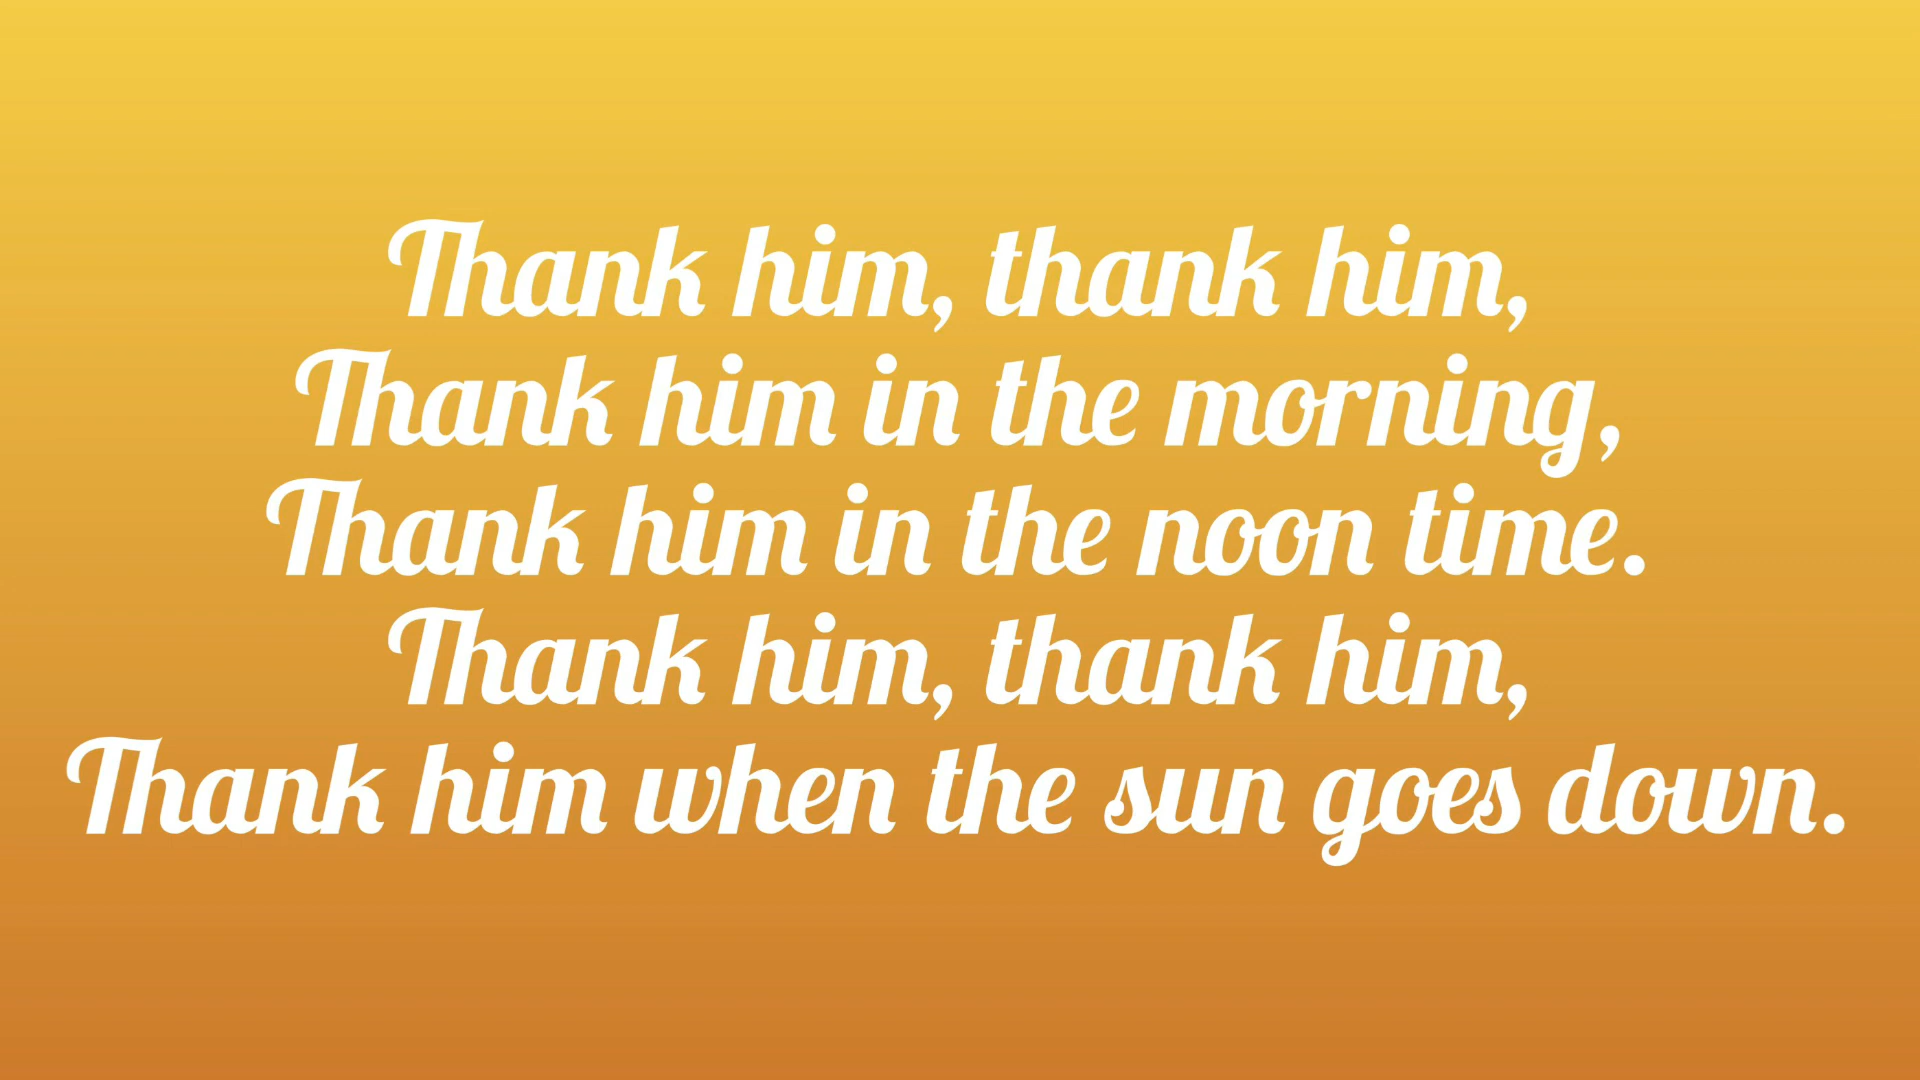 Thank him, thank him,
Thank him in the morning,
Thank him in the noon time.
Thank him, thank him,
Thank him when the sun goes down.